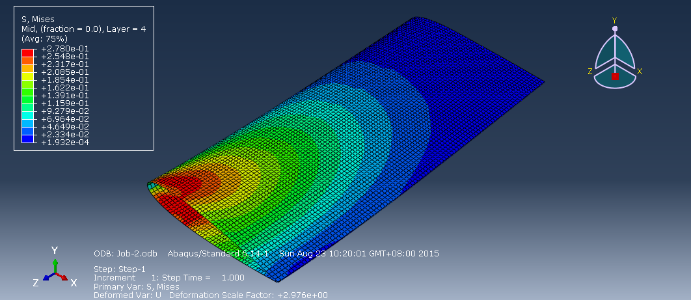 S, Mises
Mid, (fraction = 0.0), Layer = 4
(Avg: 75%)
+2.780e-01
+2.549e-01
+2.317e-01
+2.085e-01
+1.854e-01
+1.622e-01
+1.391e-01
+1.159e-01
+9.279e-02
+6.964e-02
+4.649e-02
+2.334e-02
+1.932e-04
Y
Z X
Y
Z X
ODB: Job-2.odb Abaqus/Standard Sun Aug 10:20:01 GMT+08:00 2015
Step: Step-1
Increment 1: Step Time = 1.000
Primary Var: S, Mises
Deformed Var: U Deformation Scale Factor: +2.976e+00